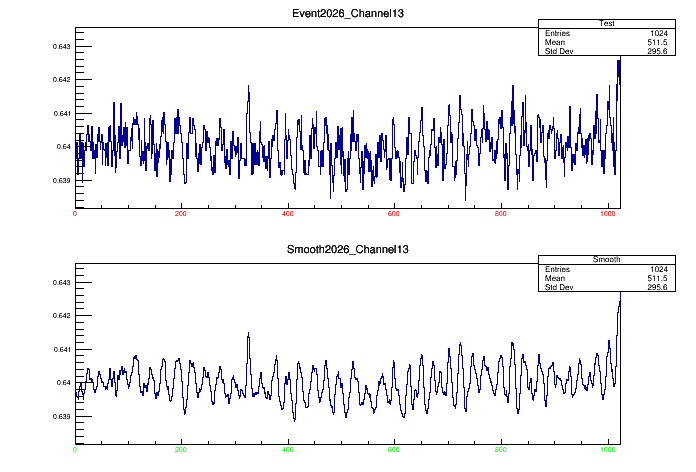 Event2026_Channel13
Test
Entries 1024
Mean 511.5
Std Dev 295.6
0.643
0.642
0.641
0.64
0.639
0 200 400 600 800 1000
Smooth2026_Channel13
Smooth
Entries 1024
Mean 511.5
Std Dev 295.6
0.643
0.642
0.641
0.64
0.639
0 200 400 600 800 1000